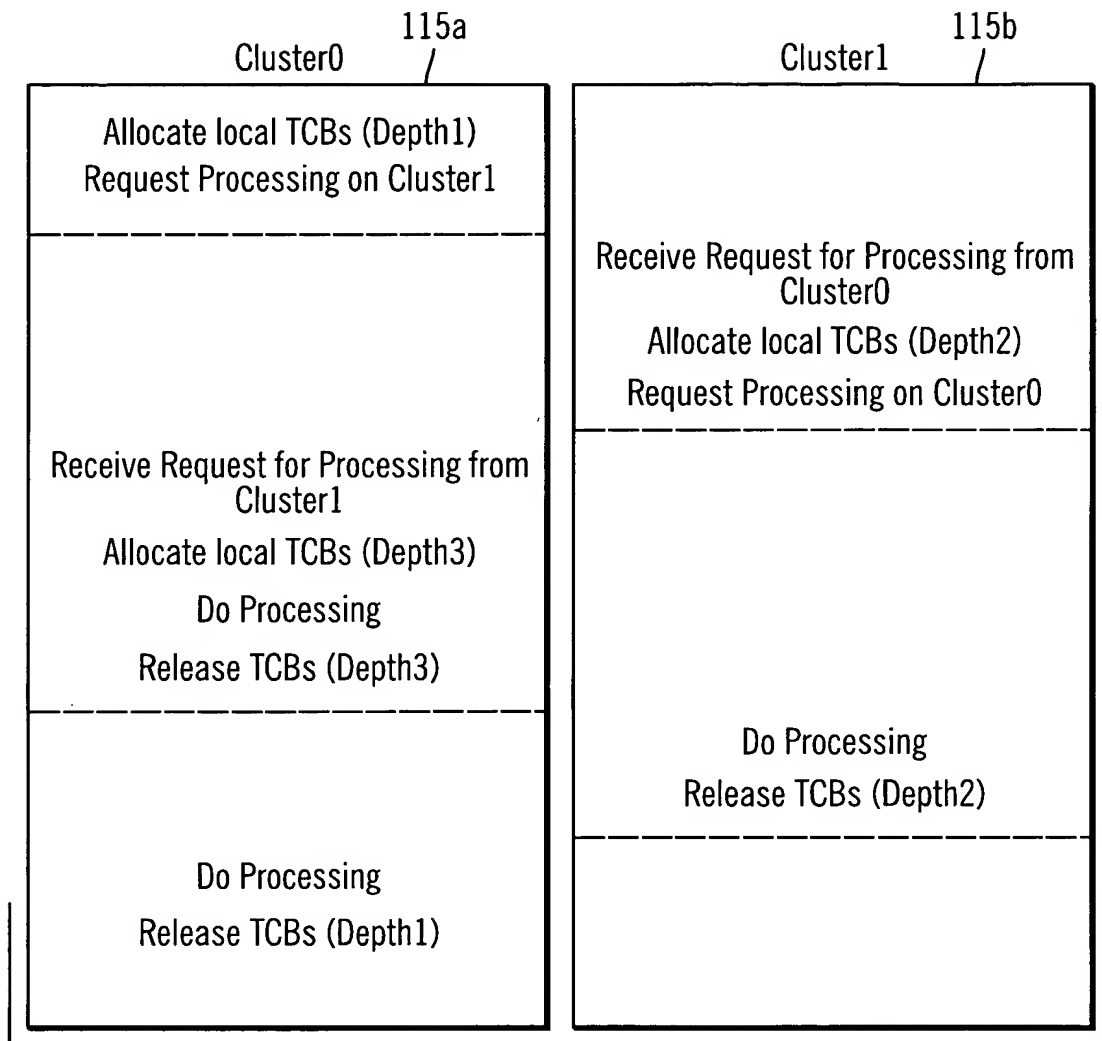 115a
Cluster0
Allocate local TCBs (Depth1)
Request Processing on Cluster1
Receive Request for Processing from
Cluster1
Allocate local TCBs (Depth3)
Do Processing
Release TCBs (Depth3)
Do Processing
Release TCBs (Depth1)
115b
Cluster1
Receive Request for Processing from
Cluster0
Allocate local TCBs (Depth2)
Request Processing on Cluster0
Do Processing
Release TCBs (Depth2)